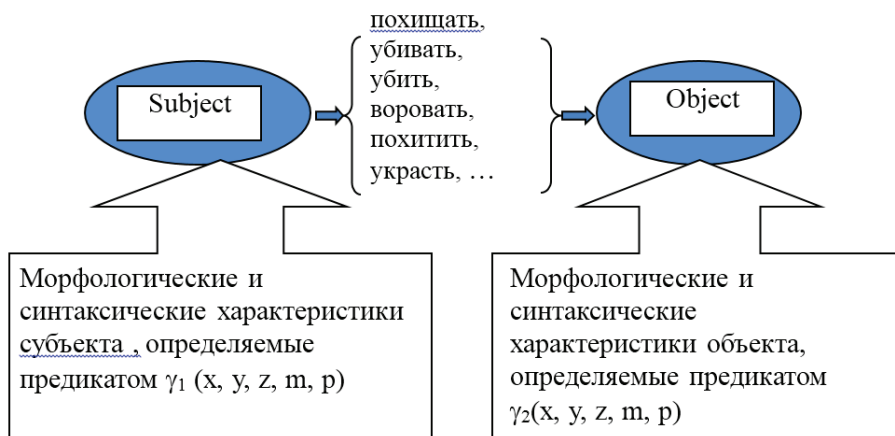 Subject
похищать,
убивать,
убить,
воровать,
похитить,
украсть, …
Object
Морфологические и
синтаксические характеристики
субъекта , определяемые
предикатом γ₁ (x, y, z, m, p)
Морфологические и
синтаксические
характеристики объекта,
определяемые предикатом
γ₂(x, y, z, m, p)